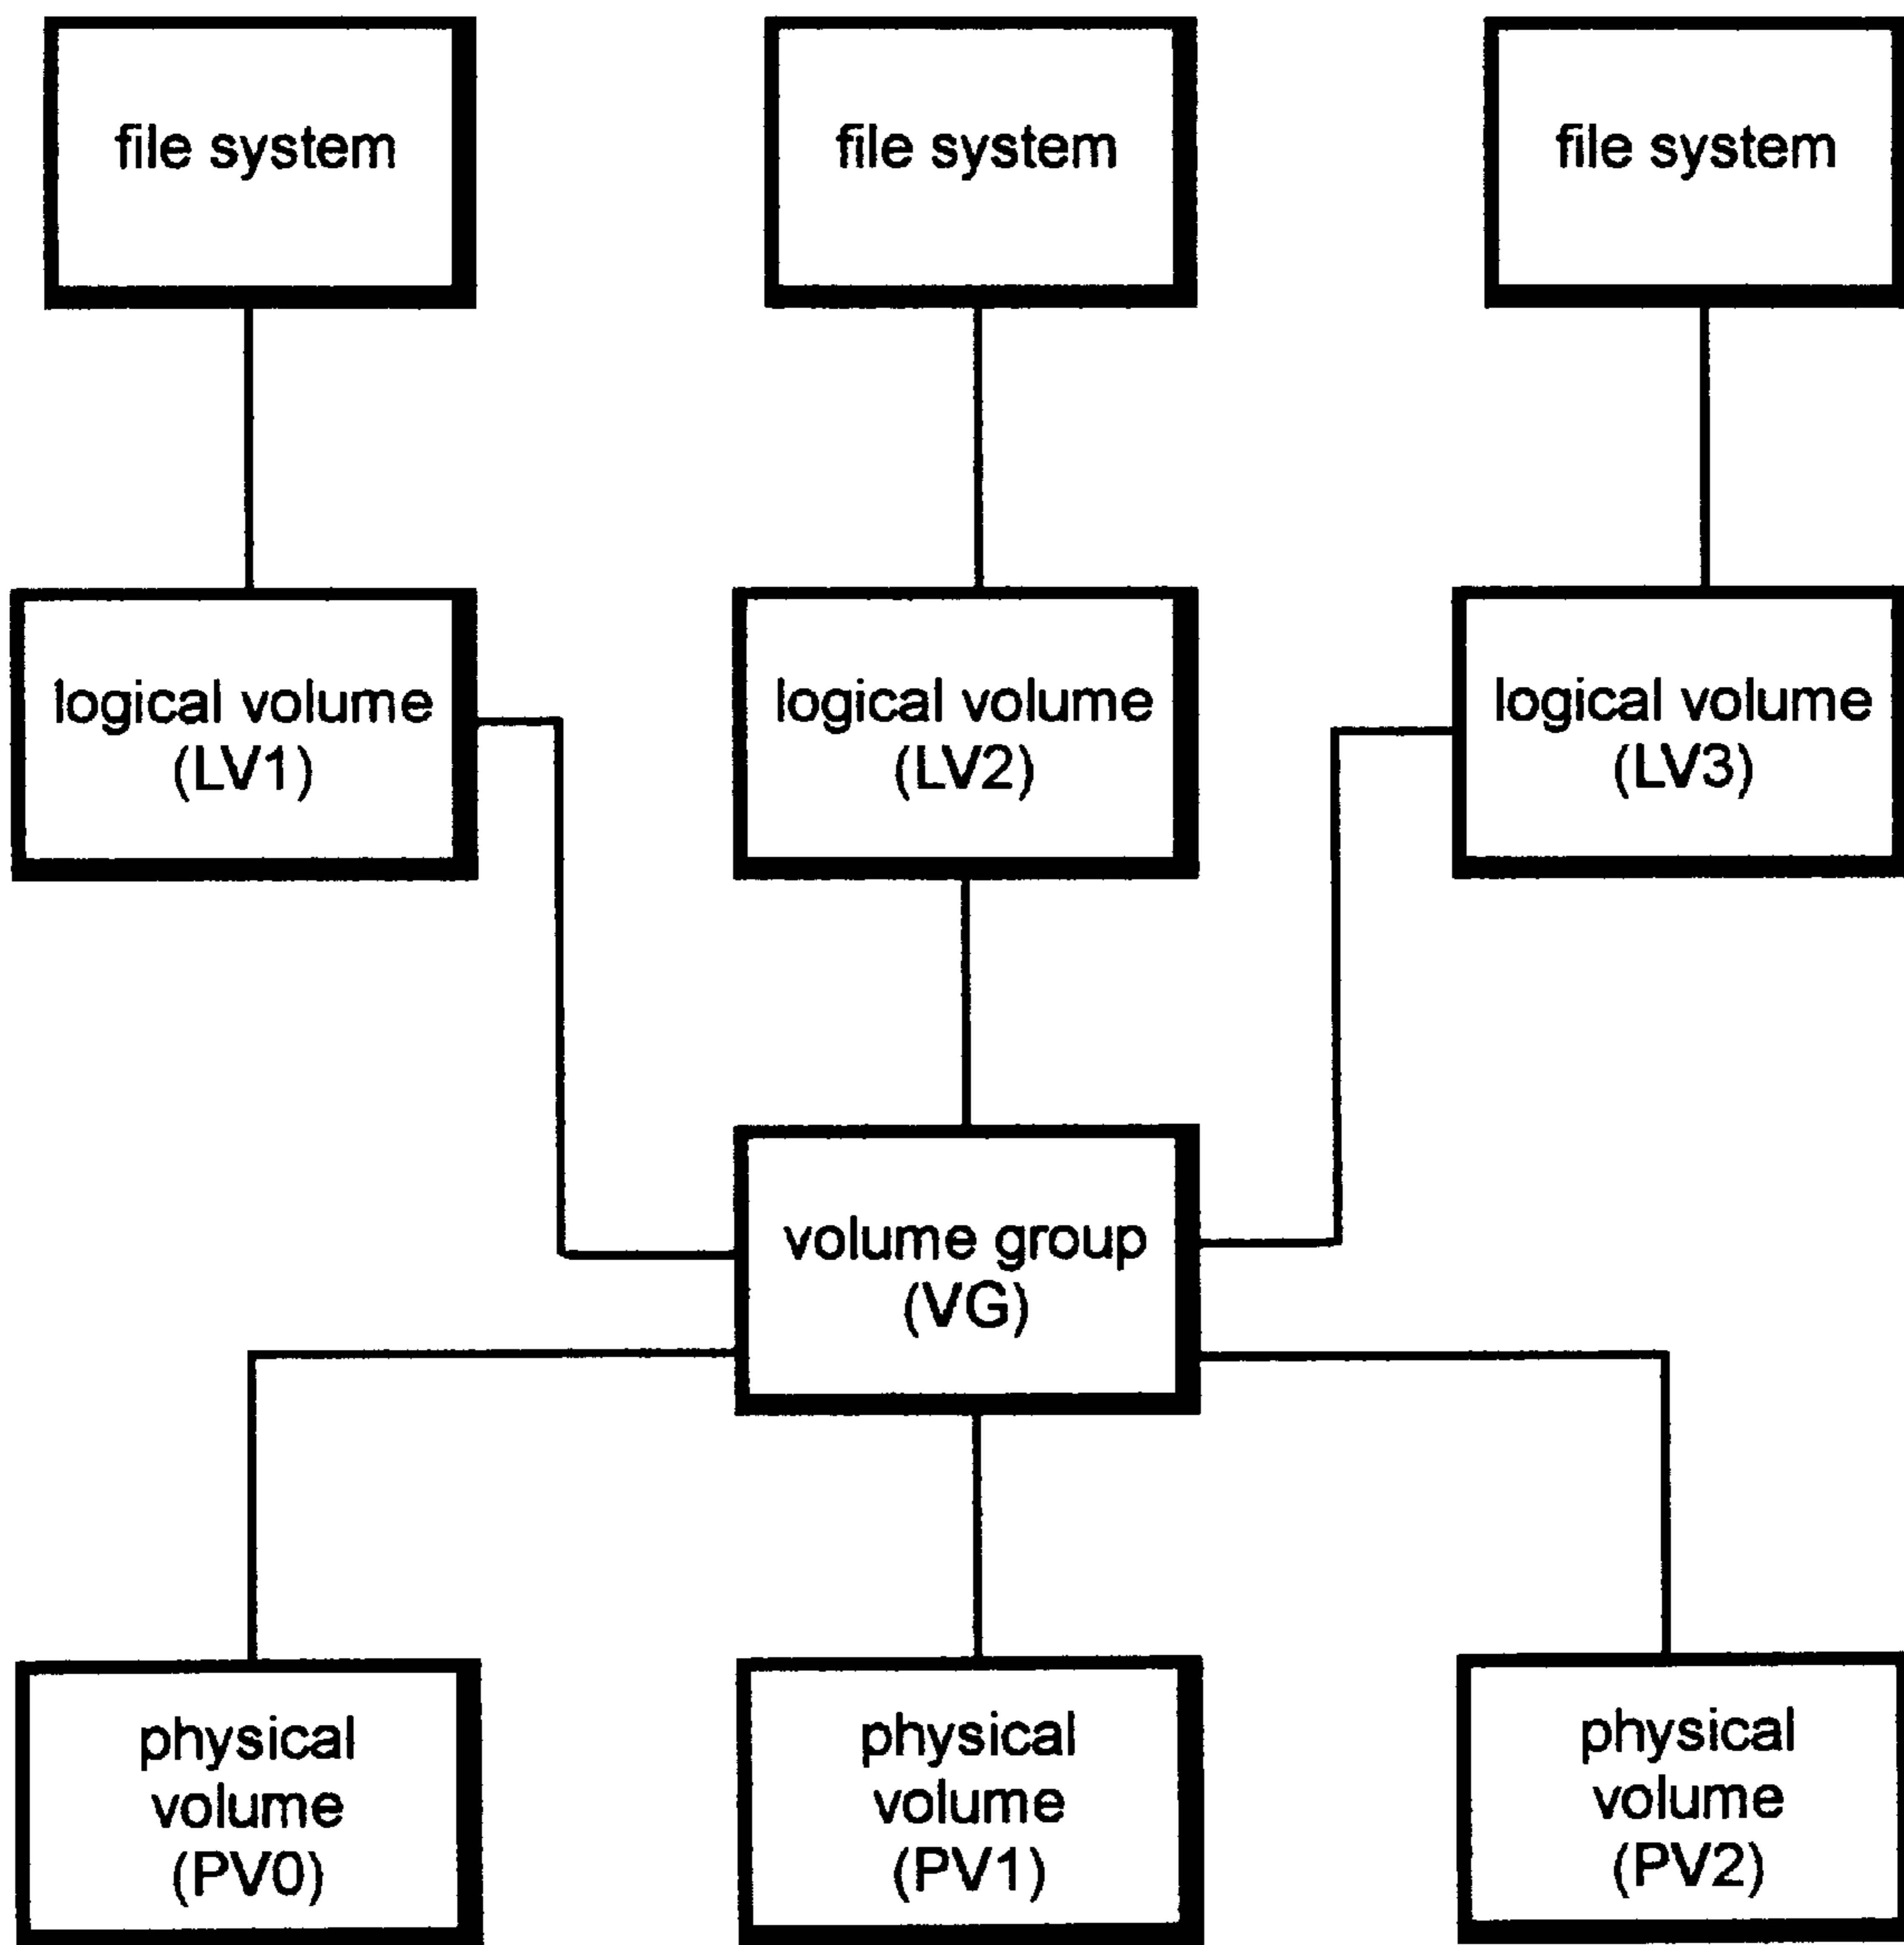 file system
file system
file system
logical volume
(LV1)
logical volume
(LV2)
logical volume
(LV3)
volume group
(VG)
physical
volume
(PV0)
physical
volume
(PV1)
physical
volume
(PV2)